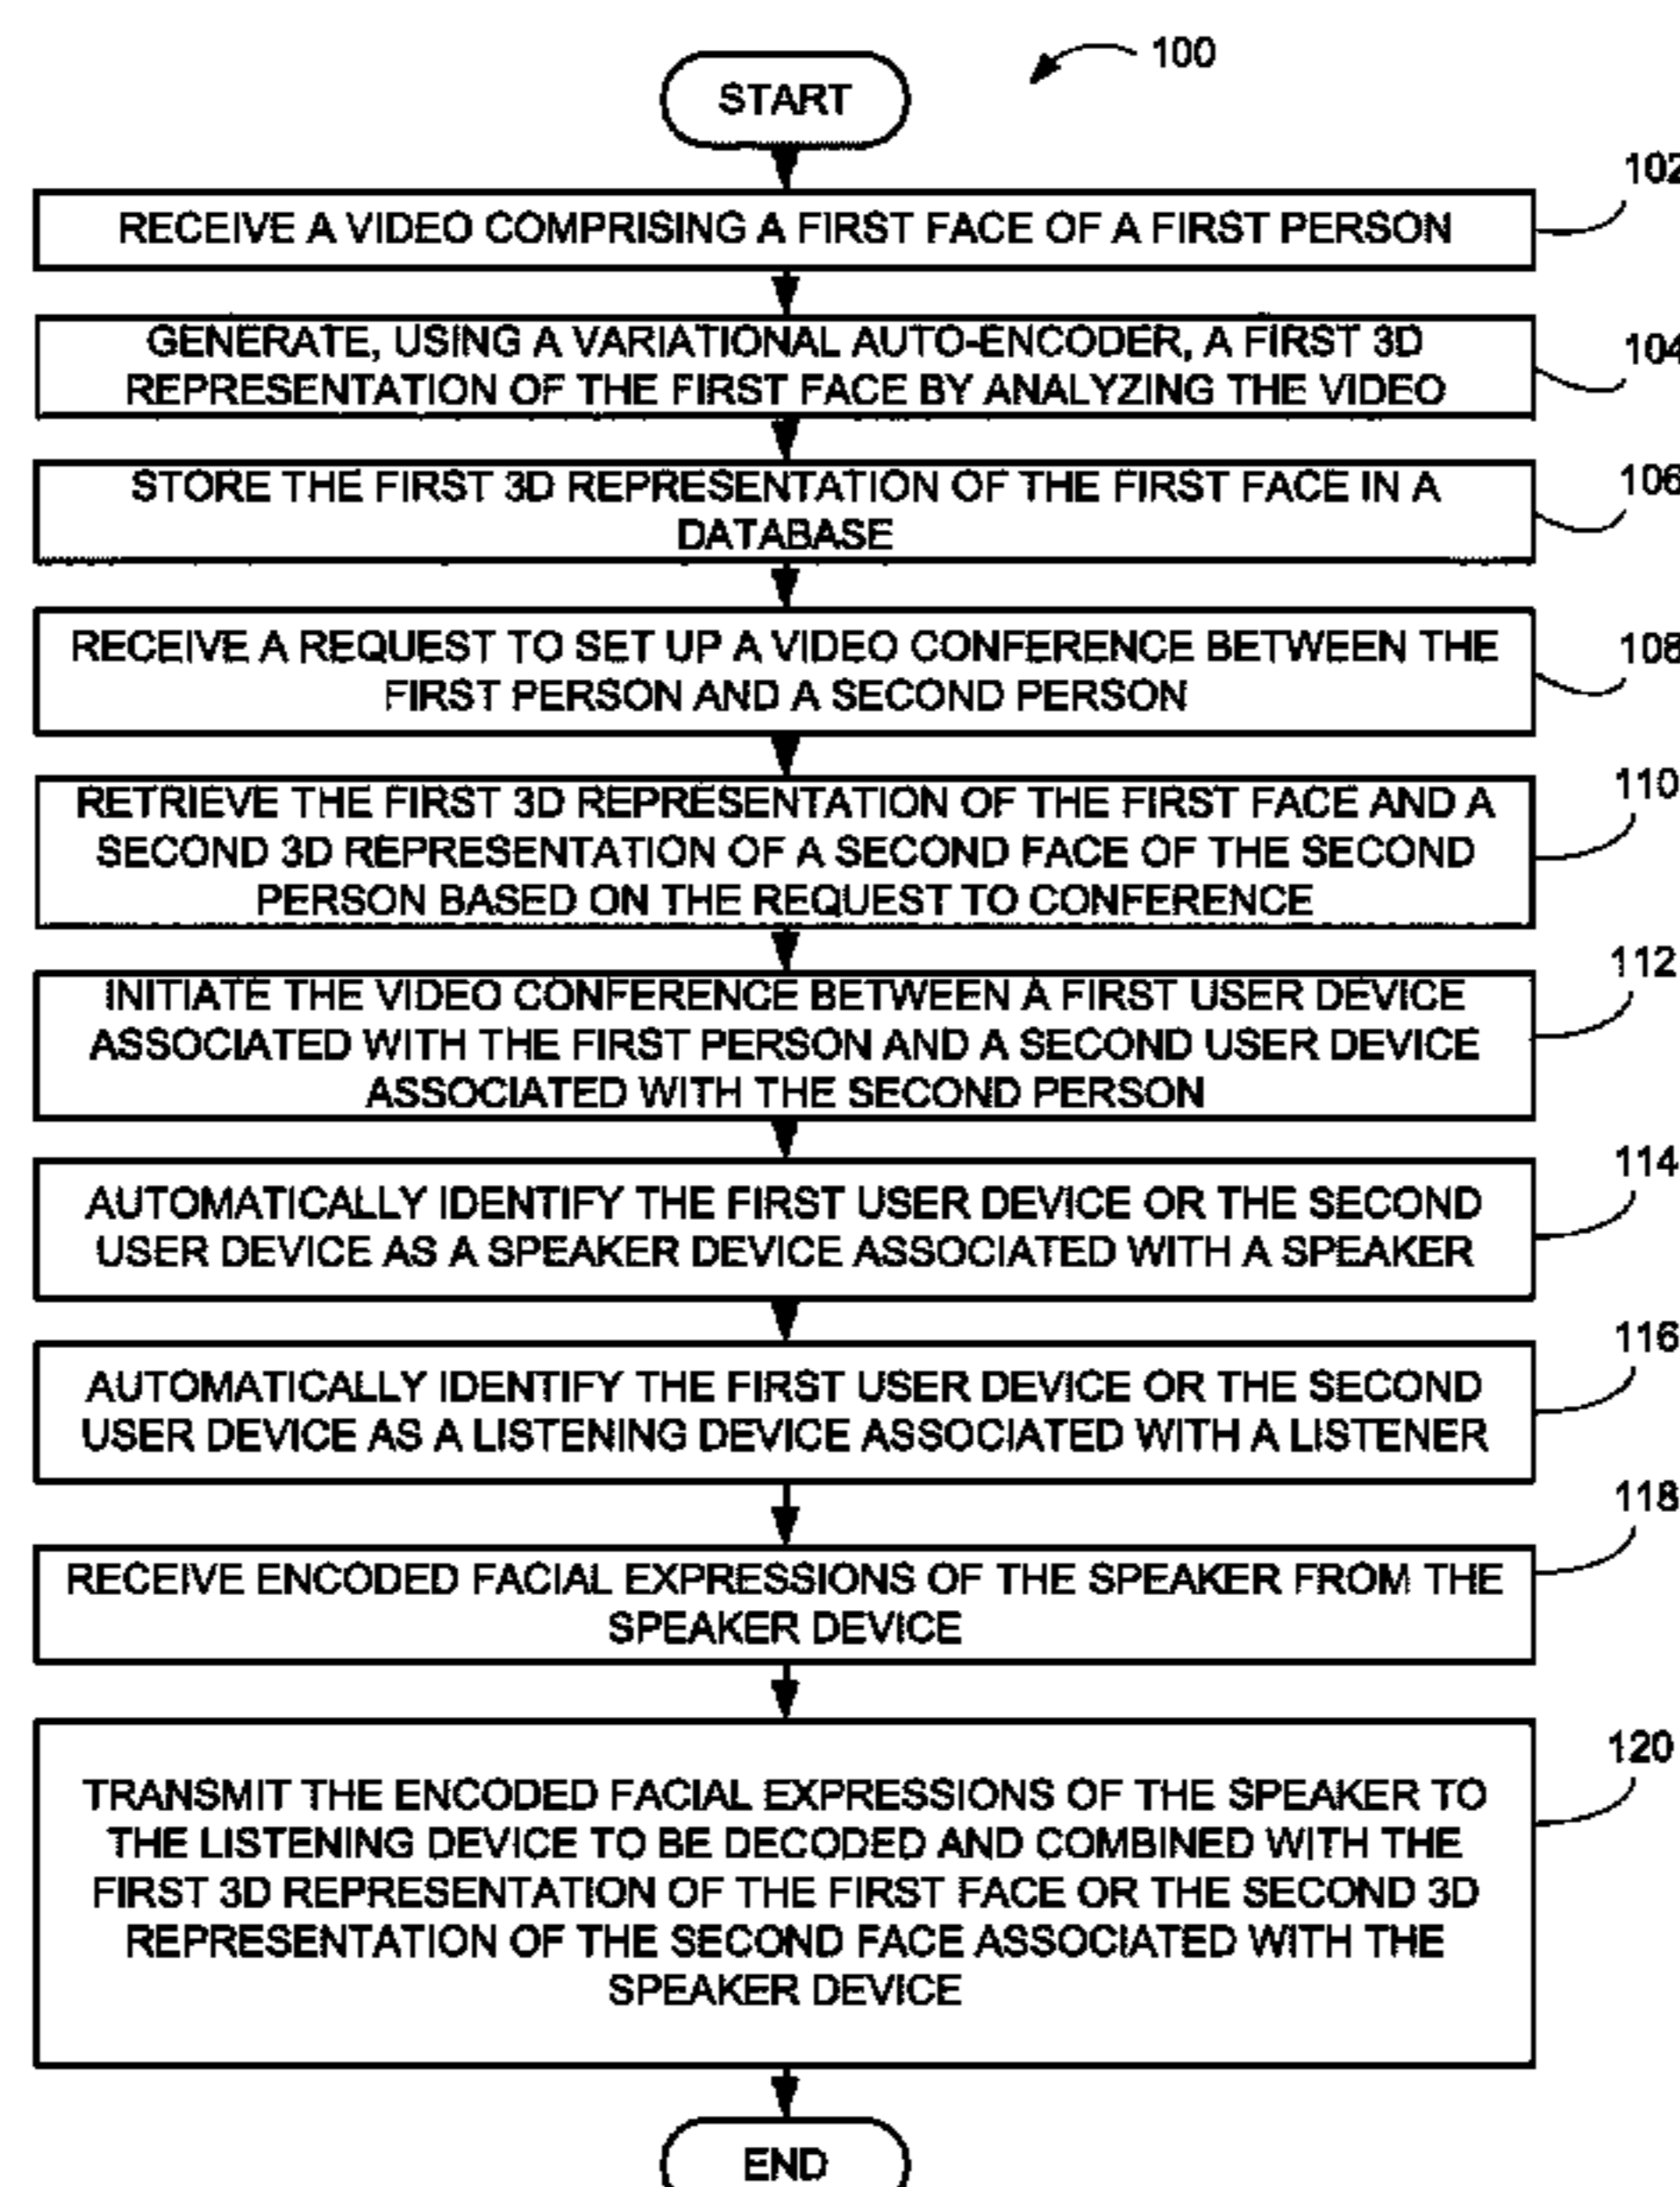 100
START
102
RECEIVE A VIDEO COMPRISING A FIRST FACE OF A FIRST PERSON
104
GENERATE, USING A VARIATIONAL AUTO-ENCODER, A FIRST 3D
REPRESENTATION OF THE FIRST FACE BY ANALYZING THE VIDEO
106
STORE THE FIRST 3D REPRESENTATION OF THE FIRST FACE IN A
DATABASE
108
RECEIVE A REQUEST TO SET UP A VIDEO CONFERENCE BETWEEN THE
FIRST PERSON AND A SECOND PERSON
110
RETRIEVE THE FIRST 3D REPRESENTATION OF THE FIRST FACE AND A
SECOND 3D REPRESENTATION OF A SECOND FACE OF THE SECOND
PERSON BASED ON THE REQUEST TO CONFERENCE
112
INITIATE THE VIDEO CONFERENCE BETWEEN A FIRST USER DEVICE
ASSOCIATED WITH THE FIRST PERSON AND A SECOND USER DEVICE
ASSOCIATED WITH THE SECOND PERSON
114
AUTOMATICALLY IDENTIFY THE FIRST USER DEVICE OR THE SECOND
USER DEVICE AS A SPEAKER DEVICE ASSOCIATED WITH A SPEAKER
116
AUTOMATICALLY IDENTIFY THE FIRST USER DEVICE OR THE SECOND
USER DEVICE AS A LISTENING DEVICE ASSOCIATED WITH A LISTENER
118
RECEIVE ENCODED FACIAL EXPRESSIONS OF THE SPEAKER FROM THE
SPEAKER DEVICE
120
TRANSMIT THE ENCODED FACIAL EXPRESSIONS OF THE SPEAKER TO
THE LISTENING DEVICE TO BE DECODED AND COMBINED WITH THE
FIRST 3D REPRESENTATION OF THE FIRST FACE OR THE SECOND 3D
REPRESENTATION OF THE SECOND FACE ASSOCIATED WITH THE
SPEAKER DEVICE
END